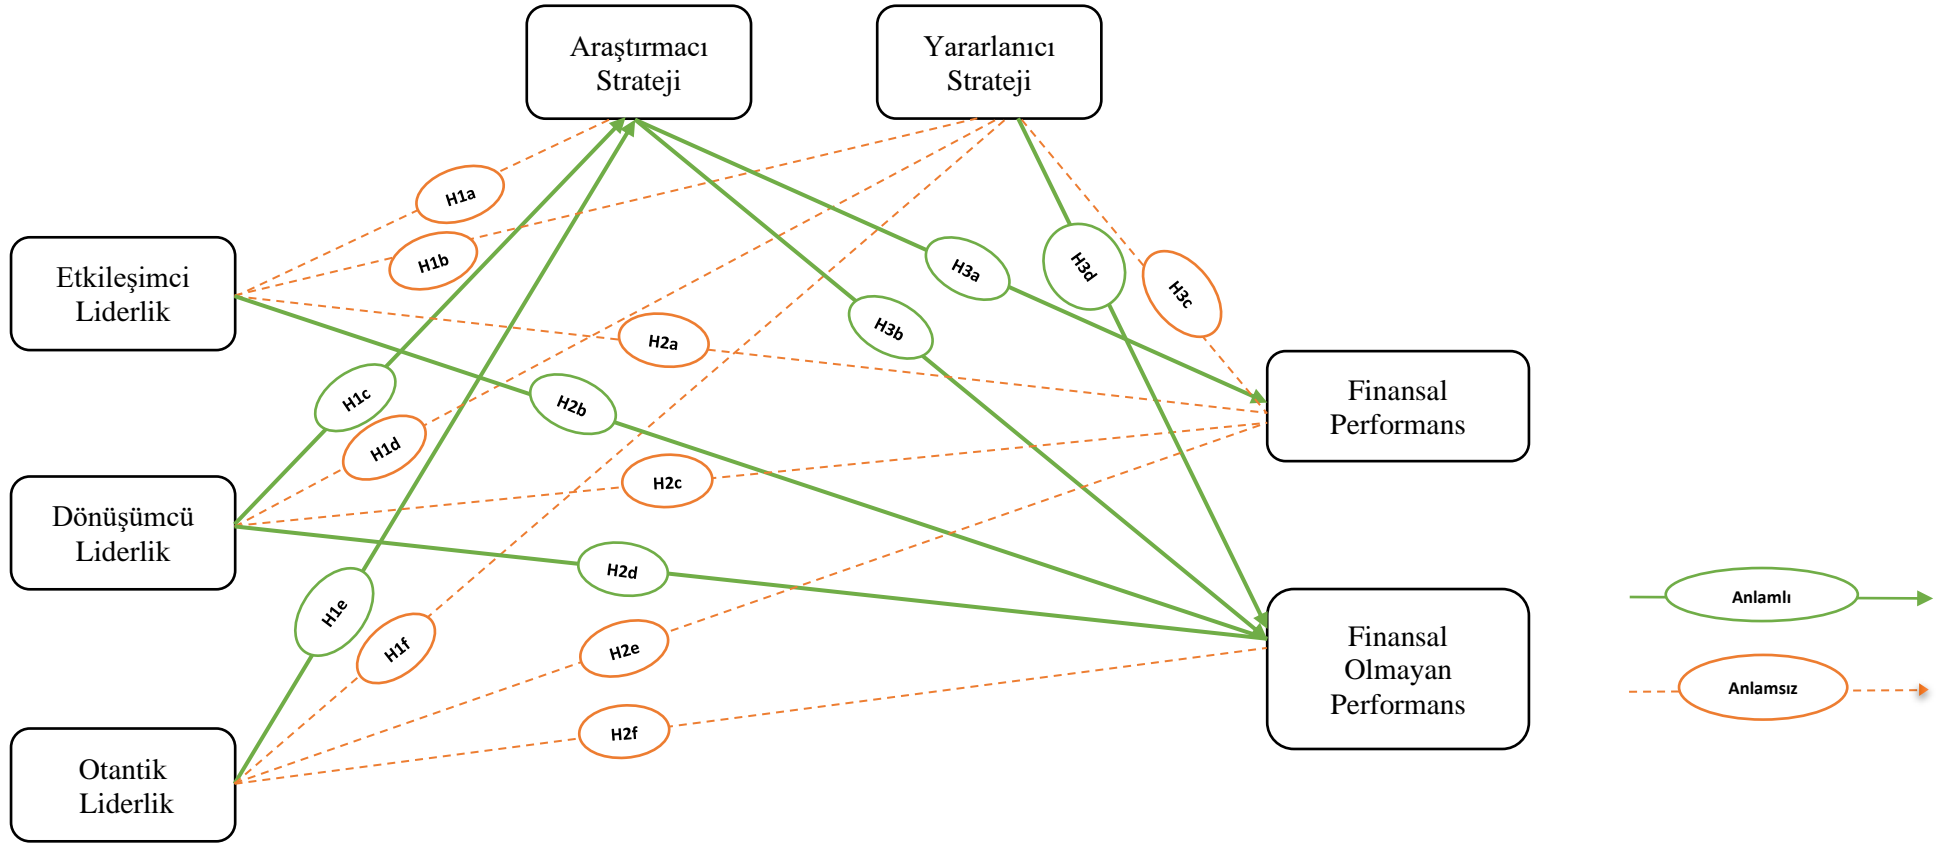 Araştırmacı
Strateji
Yararlanıcı
Strateji
H1a
H1b
H3a
H3d
H3c
Etkileşimci
Liderlik
H3b
H2a
H1c
H2b
Finansal
Performans
H1d
H2c
Dönüşümcü
Liderlik
H2d
H1e
Anlamlı
H1f
H2e
Finansal
Olmayan
Performans
Anlamsız
H2f
Otantik
Liderlik